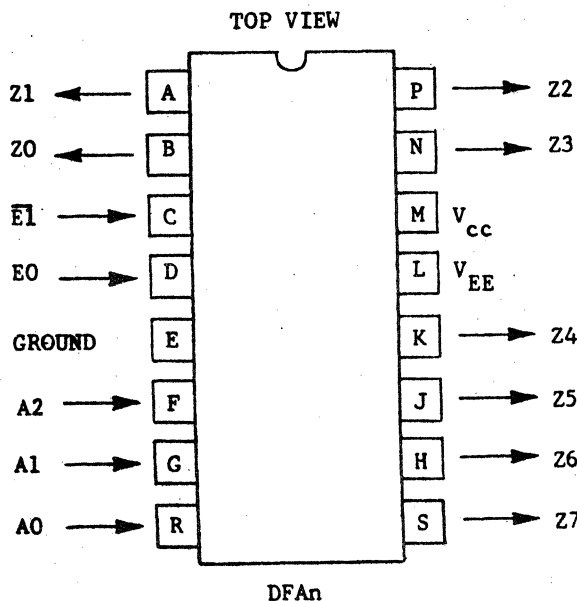 TOP VIEW
Z1 A P Z2
Z0 B N Z3
E1 C M Vcc
E0 D L VEE
GROUND E K Z4
A2 F J Z5
A1 G H Z6
A0 R S Z7
DFAn